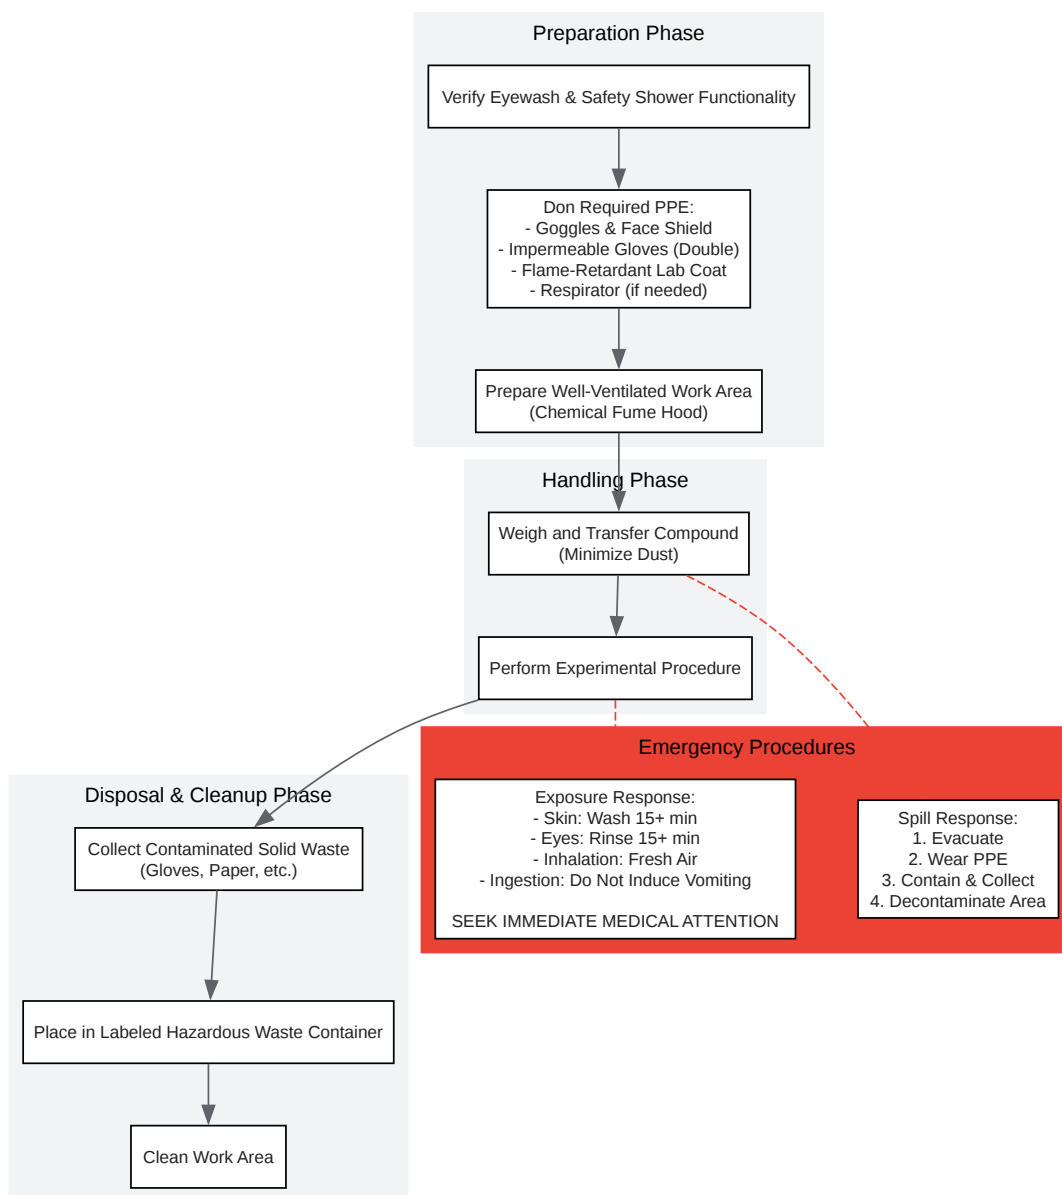 Preparation Phase
Verify Eyewash & Safety Shower Functionality
Don Required PPE:
- Goggles & Face Shield
- Impermeable Gloves (Double)
- Flame-Retardant Lab Coat
- Respirator (if needed)
Prepare Well-Ventilated Work Area
(Chemical Fume Hood)
Handling Phase
Weigh and Transfer Compound
(Minimize Dust)
Perform Experimental Procedure
Emergency Procedures
Exposure Response:
- Skin: Wash 15+ min
- Eyes: Rinse 15+ min
- Inhalation: Fresh Air
- Ingestion: Do Not Induce Vomiting
SEEK IMMEDIATE MEDICAL ATTENTION
Spill Response:
1. Evacuate
2. Wear PPE
3. Contain & Collect
4. Decontaminate Area
Disposal & Cleanup Phase
Collect Contaminated Solid Waste
(Gloves, Paper, etc.)
Place in Labeled Hazardous Waste Container
Clean Work Area